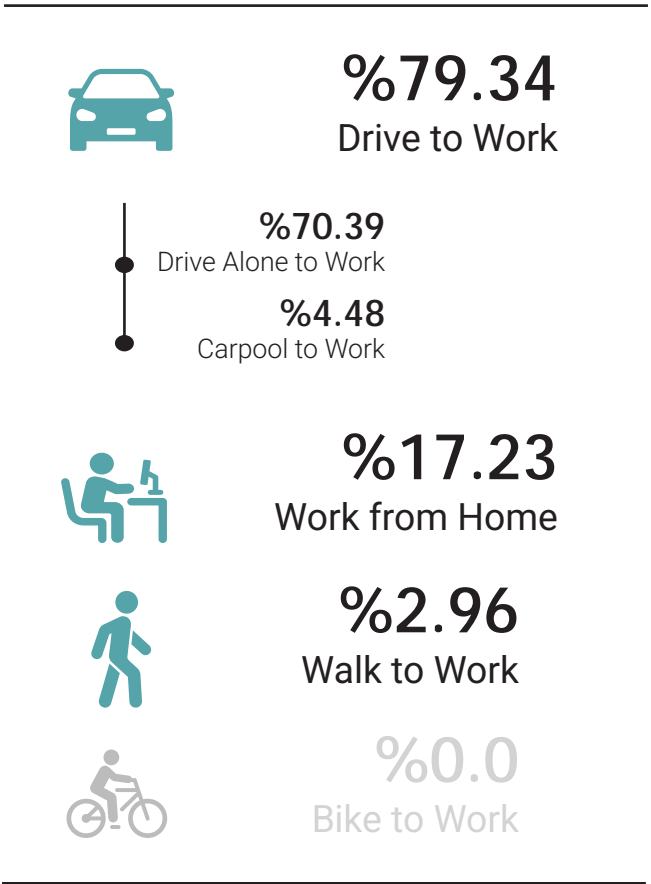 %79.34
Drive to Work
%70.39
Drive Alone to Work
%4.48
Carpool to Work
%17.23
Work from Home
%2.96
Walk to Work
%0.0
Bike to Work